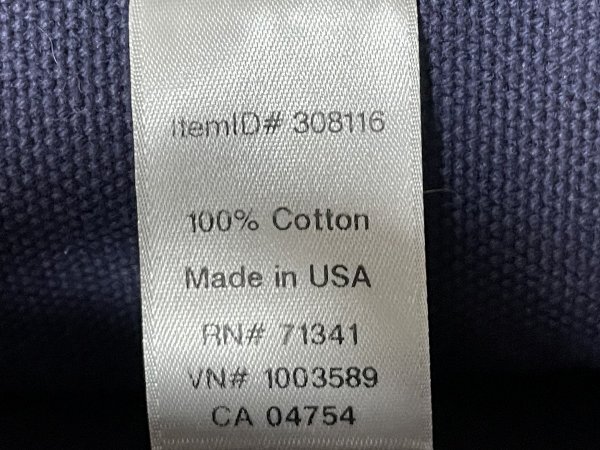 ItemID# 308116
100% Cotton
Made in USA
RN# 71341
VN# 1003589
CA 04754